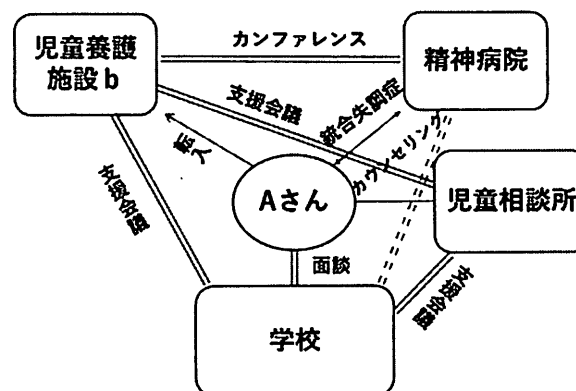 児童養護
施設b
カンファレンス
精神病院
支援会議
統合失調症
転入
カウンセリング
支援会議
Aさん
児童相談所
面談
支援会議
学校